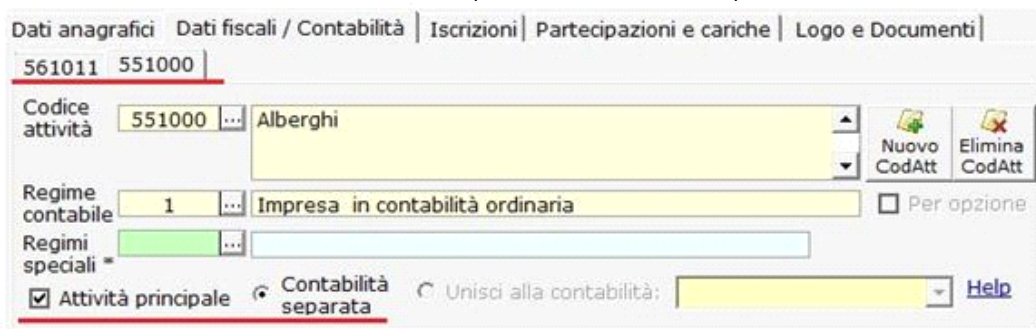 Dati anagrafici Dati fiscali / Contabilità Iscrizioni Partecipazioni e cariche Logo e Documenti
561011 551000
Codice attività 551000 ... Alberghi
Nuovo CodAtt Elimina CodAtt
Regime contabile 1 ... Impresa in contabilità ordinaria Per opzione
Regimi speciali * ...
Attività principale Contabilità separata Unisci alla contabilità: Help